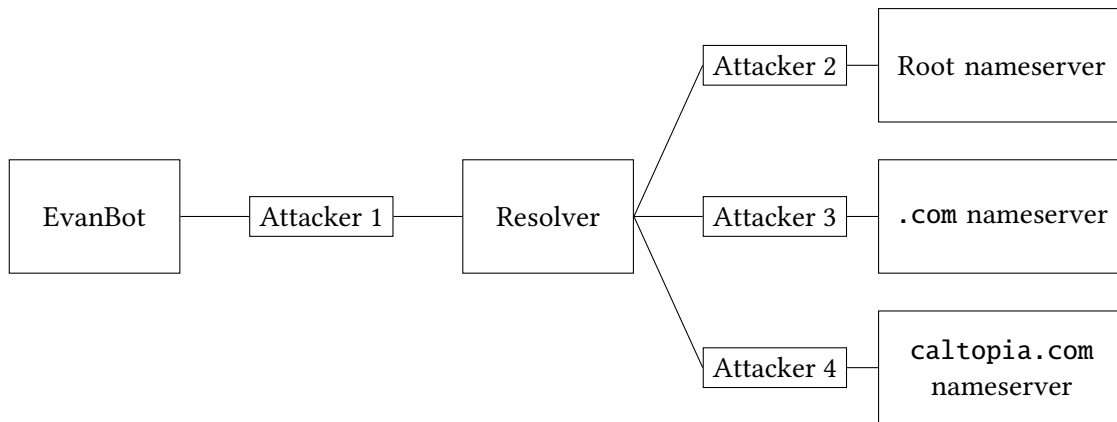 Attacker 2
Root nameserver
EvanBot
Attacker 1
Resolver
Attacker 3
.com nameserver
Attacker 4
caltopia.com
nameserver